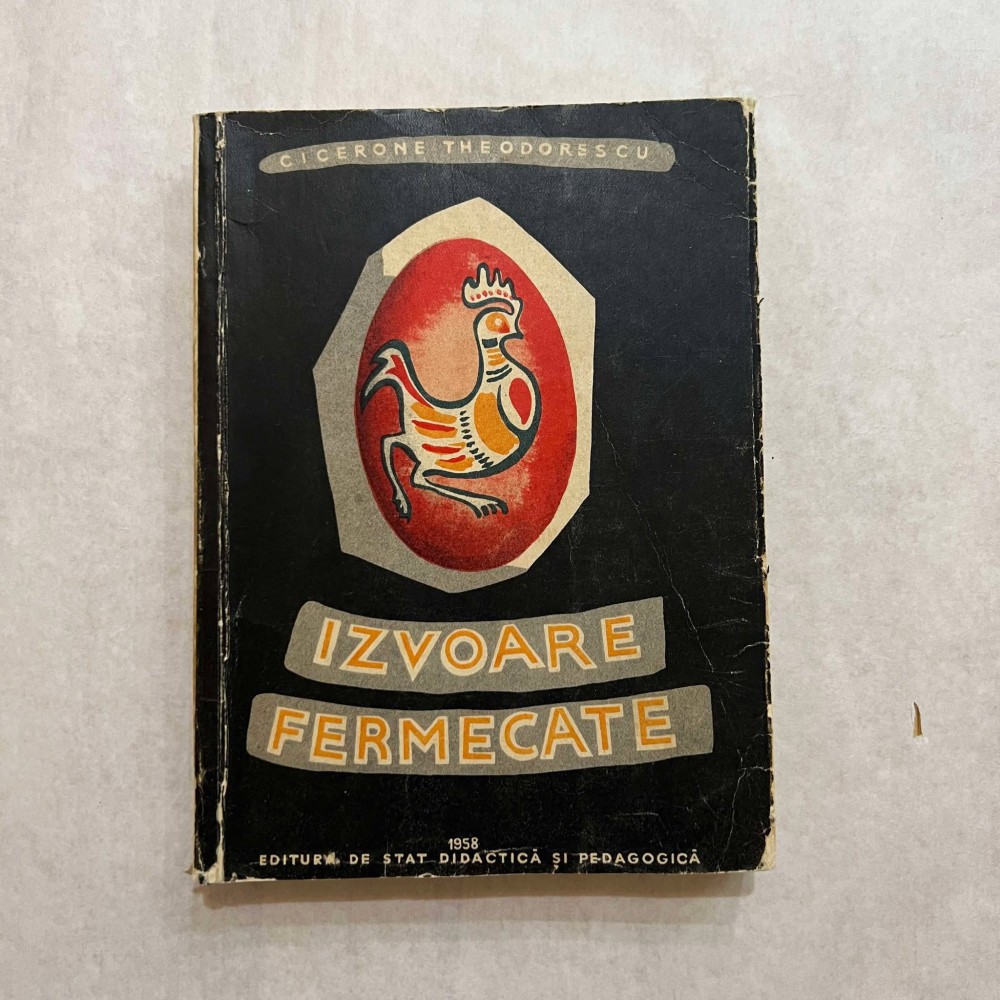 CICERONE THEODORESCU
IZVOARE
FERMECATE
1958
EDITURA DE STAT DIDACTICĂ ȘI PEDAGOGICĂ